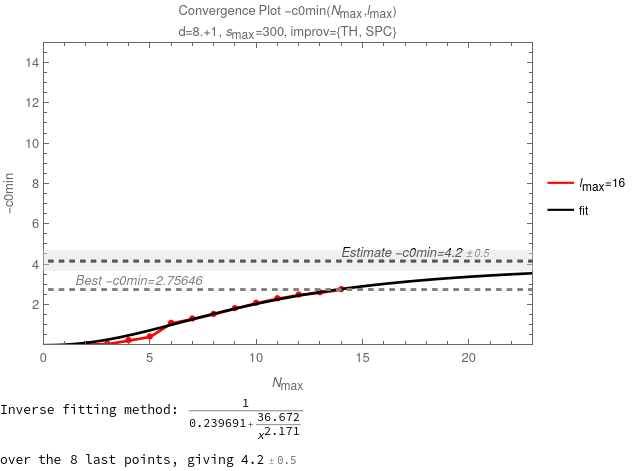 Convergence Plot −c0min(Nmax,lmax)
d=8.+1, smax=300, improv={TH, SPC}
14
12
10
8
6
4
2
−c0min
Estimate −c0min=4.2 ±0.5
Best −c0min=2.75646
lmax=16
fit
0 5 10 15 20
Nmax
Inverse fitting method: 1 / (0.239691 + 36.672 / x^2.171)
over the 8 last points, giving 4.2 ±0.5